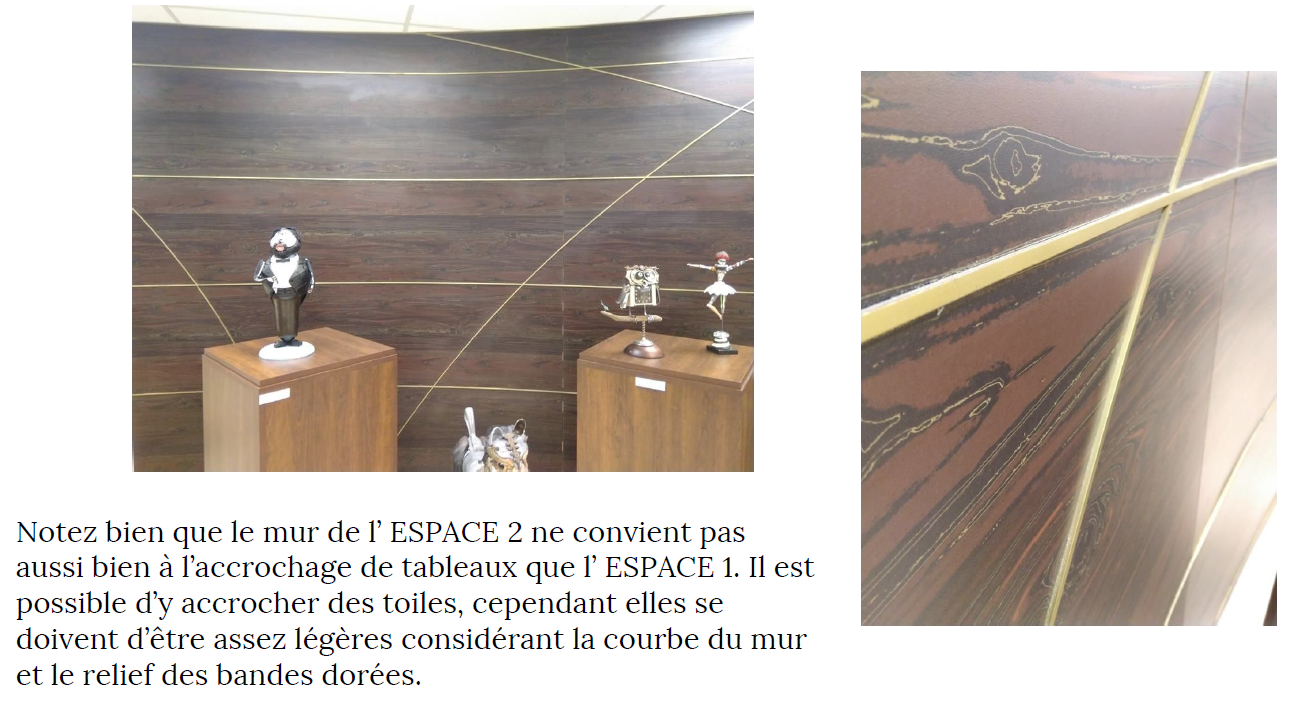 Notez bien que le mur de l’ ESPACE 2 ne convient pas
aussi bien à l’accrochage de tableaux que l’ ESPACE 1. Il est
possible d’y accrocher des toiles, cependant elles se
doivent d’être assez légères considérant la courbe du mur
et le relief des bandes dorées.